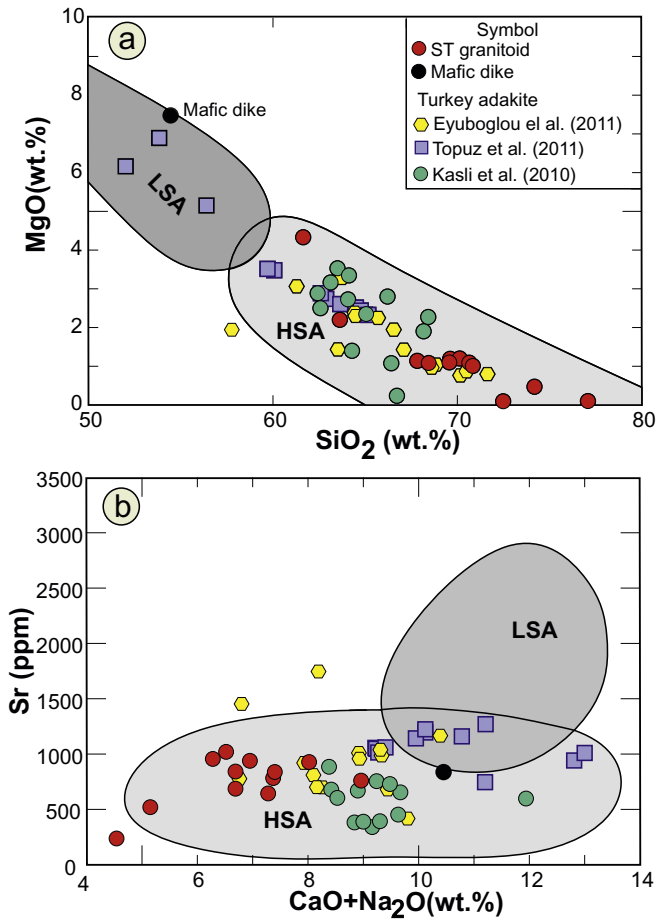 a
Symbol
ST granitoid
Mafic dike
Turkey adakite
Eyuboglou el al. (2011)
Topuz et al. (2011)
Kasli et al. (2010)
Mafic dike
LSA
HSA
MgO(wt.%)
10
8
6
4
2
0
50
60
70
80
SiO2 (wt.%)
b
LSA
HSA
Sr (ppm)
3500
3000
2500
2000
1500
1000
500
0
4
6
8
10
12
14
CaO+Na2O(wt.%)